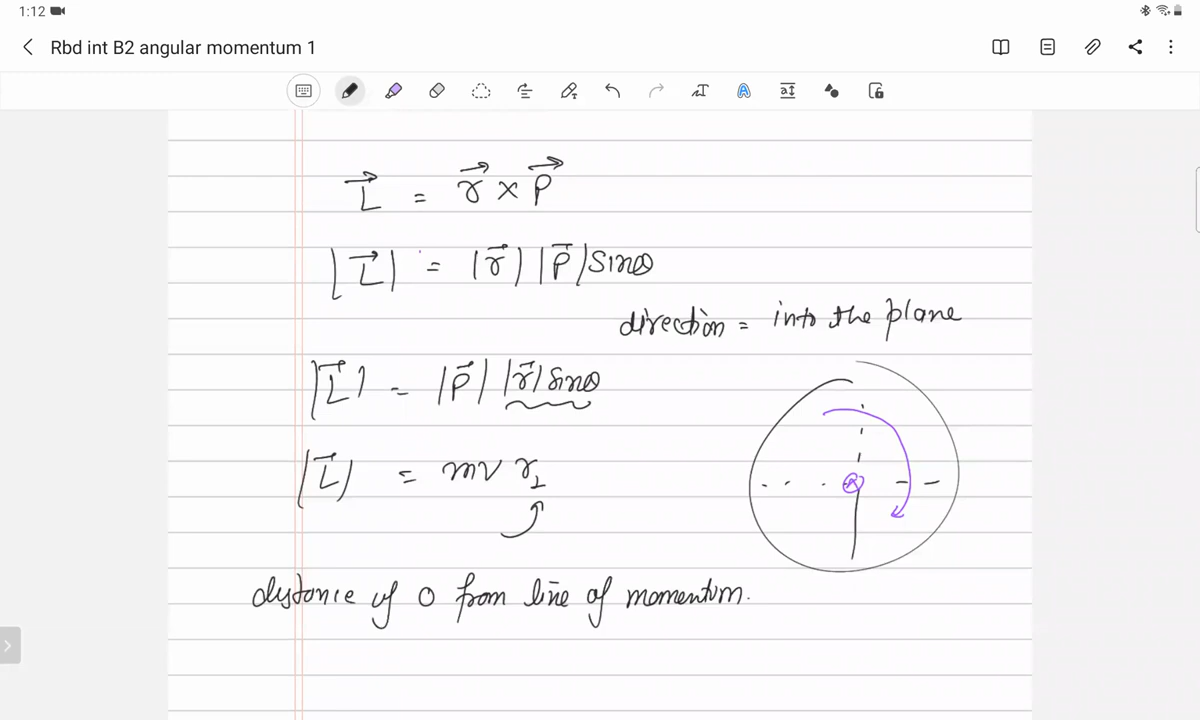 1:12
Rbd int B2 angular momentum 1
L⃗ = r⃗ × P⃗
|L⃗| = |r⃗| |P⃗| Sinθ
direction = into the plane
|L⃗| = |P⃗| |r⃗| Sinθ
|L⃗| = mv r⊥
distance of O from line of momentum.